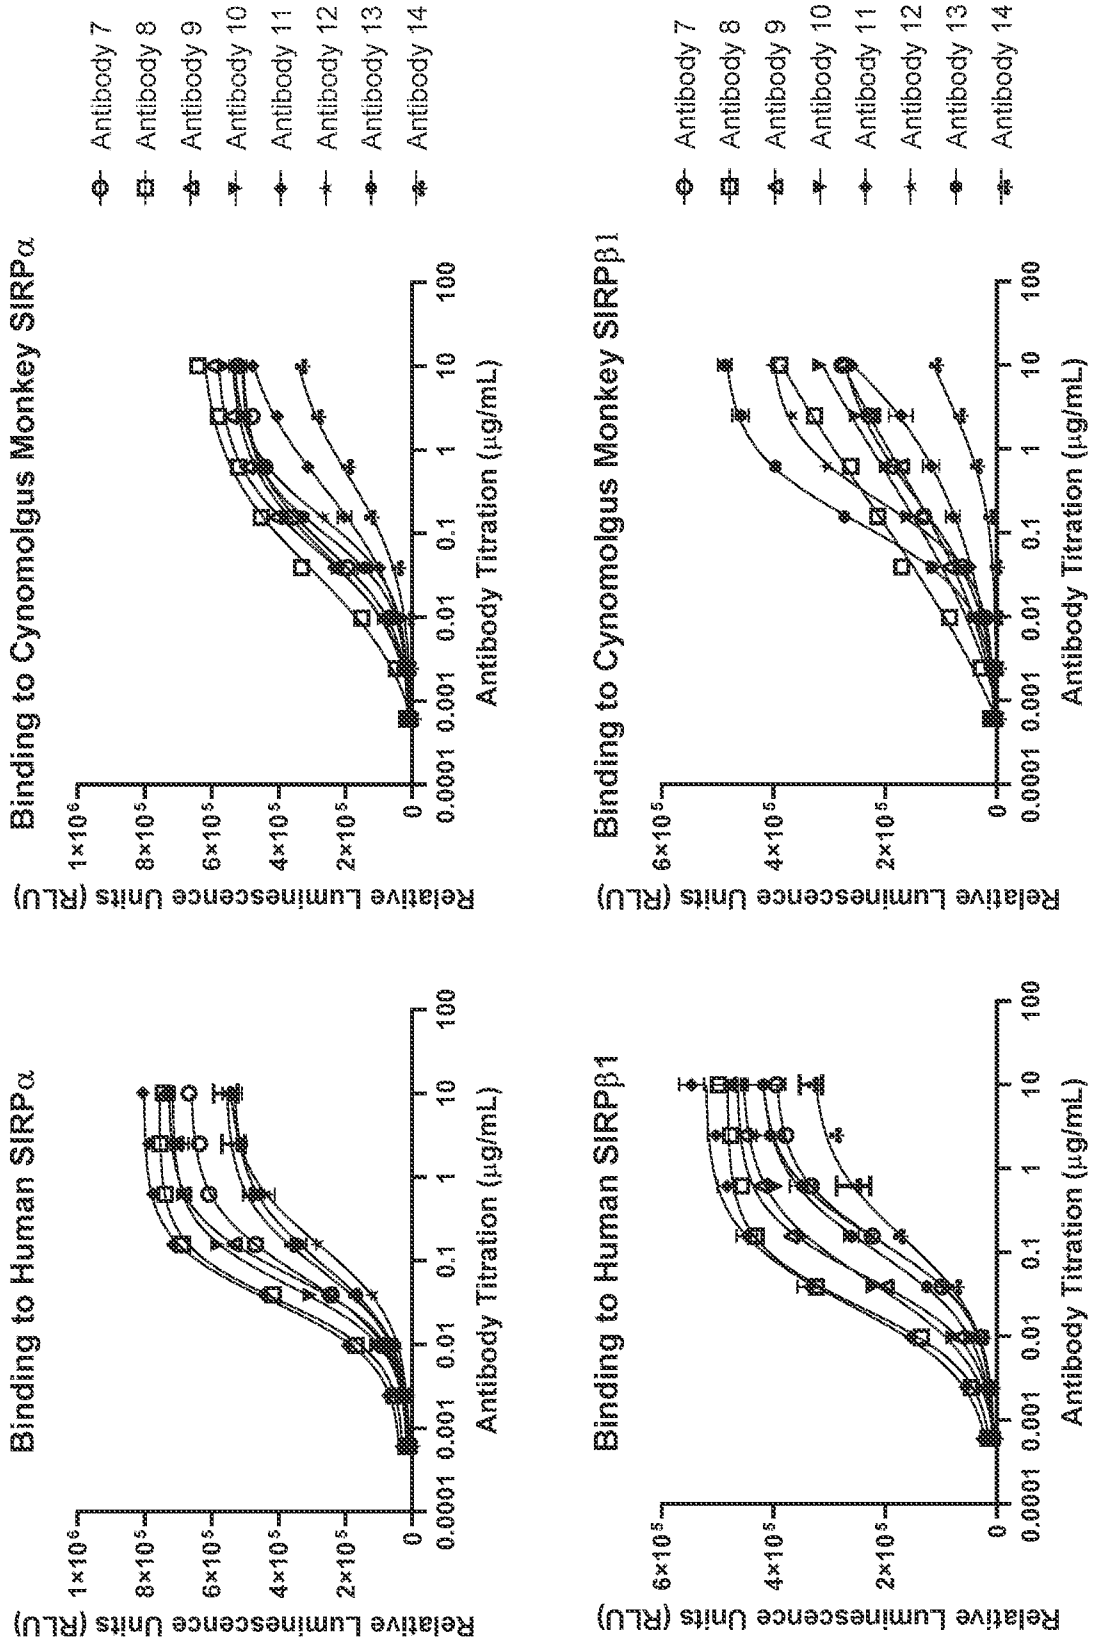 Binding to Human SIRPα
Relative Luminescence Units (RLU)
1×10⁶
8×10⁵
6×10⁵
4×10⁵
2×10⁵
0
0.0001
0.001
0.01
0.1
1
10
100
Antibody Titration (μg/mL)
Binding to Cynomolgus Monkey SIRPα
Relative Luminescence Units (RLU)
1×10⁶
8×10⁵
6×10⁵
4×10⁵
2×10⁵
0
0.0001
0.001
0.01
0.1
1
10
100
Antibody Titration (μg/mL)
Antibody 7
Antibody 8
Antibody 9
Antibody 10
Antibody 11
Antibody 12
Antibody 13
Antibody 14
Binding to Human SIRPβ1
Relative Luminescence Units (RLU)
6×10⁵
4×10⁵
2×10⁵
0
0.0001
0.001
0.01
0.1
1
10
100
Antibody Titration (μg/mL)
Binding to Cynomolgus Monkey SIRPβ1
Relative Luminescence Units (RLU)
6×10⁵
4×10⁵
2×10⁵
0
0.0001
0.001
0.01
0.1
1
10
100
Antibody Titration (μg/mL)
Antibody 7
Antibody 8
Antibody 9
Antibody 10
Antibody 11
Antibody 12
Antibody 13
Antibody 14